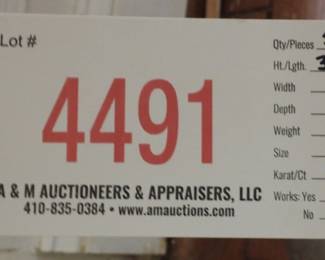 Lot #
4491
A & M AUCTIONEERS & APPRAISERS, LLC
410-835-0384 • www.amauctions.com
Qty/Pieces
Ht./Lgth.
Width
Depth
Weight
Size
Karat/Ct
Works: Yes
No